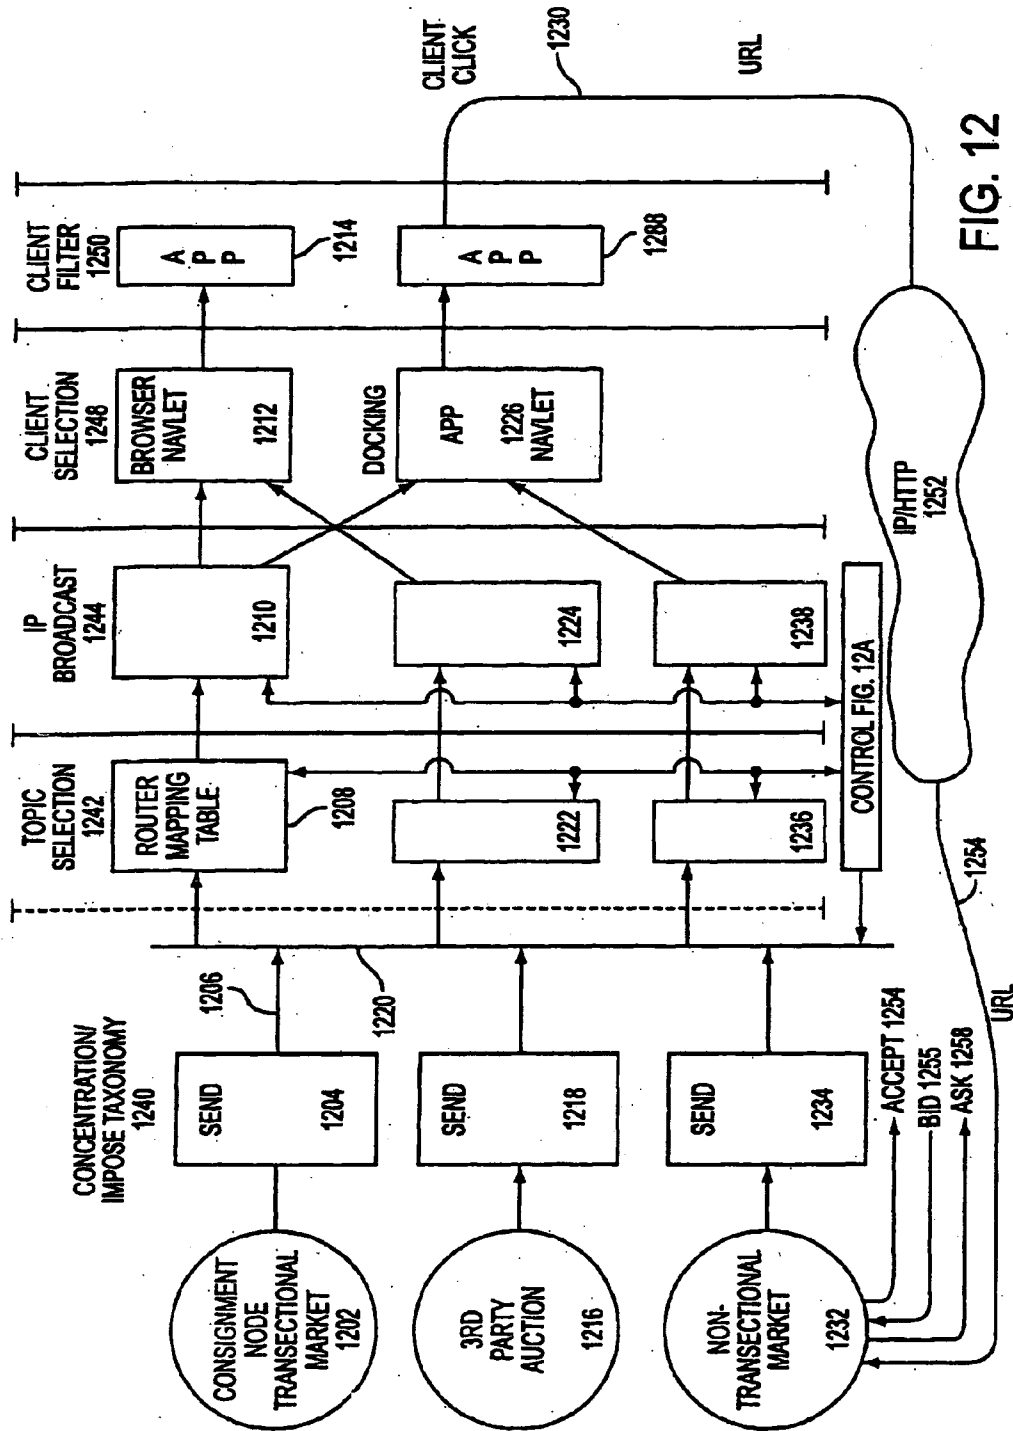 CONCENTRATION/
IMPOSE TAXONOMY
1240
TOPIC
SELECTION
1242
IP
BROADCAST
1244
CLIENT
SELECTION
1248
CLIENT
FILTER
1250
CONSIGNMENT
NODE
TRANSECTIONAL
MARKET
1202
SEND
1204
1206
1220
ROUTER
MAPPING
TABLE
1208
1210
BROWSER
NAVLET
1212
A
P
P
1214
CLIENT
CLICK
3RD
PARTY
AUCTION
1216
SEND
1218
1222
1224
DOCKING
APP
1226
NAVLET
A
P
P
1288
1230
URL
NON-
TRANSECTIONAL
MARKET
1232
SEND
1234
1236
1238
ACCEPT 1254
BID 1255
ASK 1258
CONTROL FIG. 12A
IP/HTTP
1252
1254
URL
FIG. 12